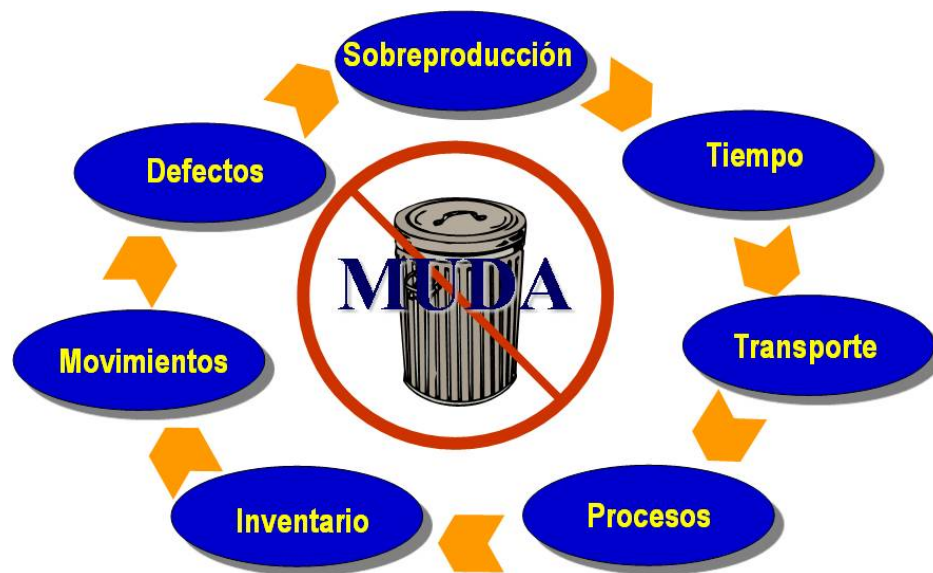 Sobreproducción
Tiempo
Transporte
Procesos
Inventario
Movimientos
Defectos
MUDA